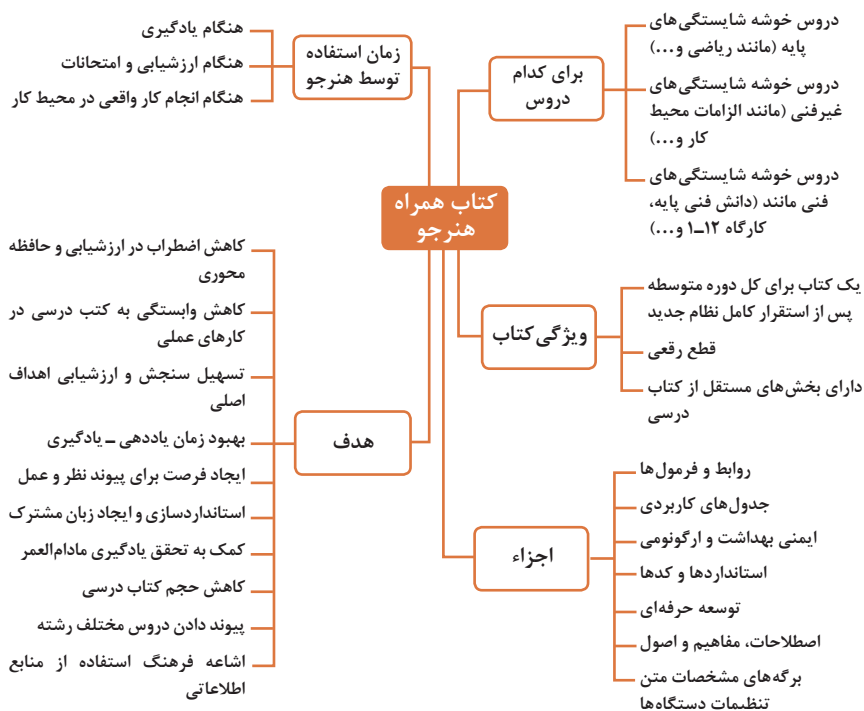 کتاب همراه
هنرجو
برای کدام
دروس
دروس خوشه شایستگی‌های
پایه (مانند ریاضی و...)
دروس خوشه شایستگی‌های
غیرفنی (مانند الزامات محیط
کار و...)
دروس خوشه شایستگی‌های
فنی مانند (دانش فنی پایه،
کارگاه ۱۲ــ۱ و...)
ویژگی کتاب
یک کتاب برای کل دوره متوسطه
پس از استقرار کامل نظام جدید
قطع رقعی
دارای بخش‌های مستقل از کتاب
درسی
اجزاء
روابط و فرمول‌ها
جدول‌های کاربردی
ایمنی بهداشت و ارگونومی
استانداردها و کدها
توسعه حرفه‌ای
اصطلاحات، مفاهیم و اصول
برگه‌های مشخصات متن
تنظیمات دستگاه‌ها
زمان استفاده
توسط هنرجو
هنگام یادگیری
هنگام ارزشیابی و امتحانات
هنگام انجام کار واقعی در محیط کار
هدف
کاهش اضطراب در ارزشیابی و حافظه
محوری
کاهش وابستگی به کتب درسی در
کارهای عملی
تسهیل سنجش و ارزشیابی اهداف
اصلی
بهبود زمان یاددهی ــ یادگیری
ایجاد فرصت برای پیوند نظر و عمل
استانداردسازی و ایجاد زبان مشترک
کمک به تحقق یادگیری مادام‌العمر
کاهش حجم کتاب درسی
پیوند دادن دروس مختلف رشته
اشاعه فرهنگ استفاده از منابع
اطلاعاتی